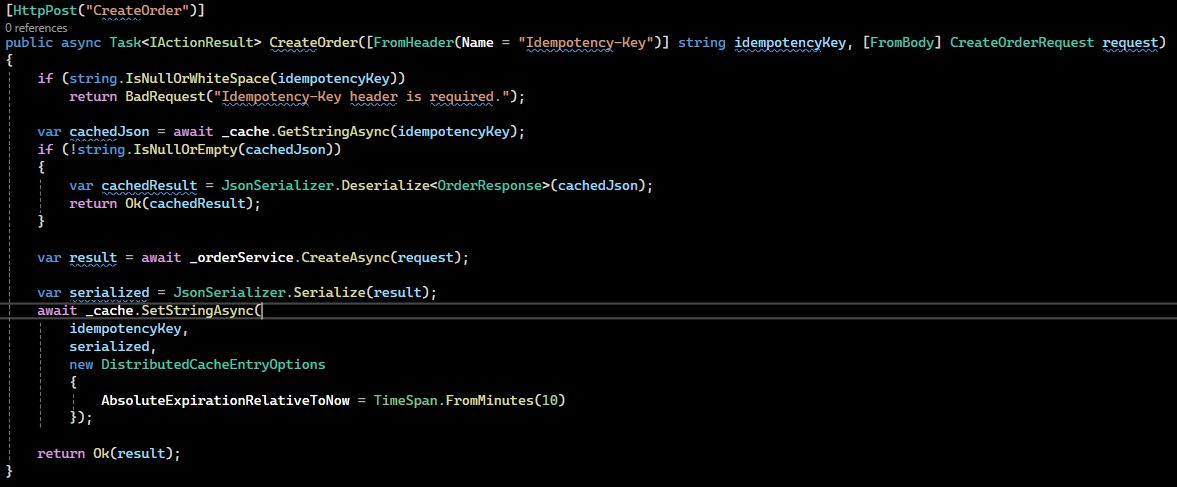 [HttpPost("CreateOrder")]
0 references
public async Task<IActionResult> CreateOrder([FromHeader(Name = "Idempotency-Key")] string idempotencyKey, [FromBody] CreateOrderRequest request)
{
if (string.IsNullOrWhiteSpace(idempotencyKey))
return BadRequest("Idempotency-Key header is required.");
var cachedJson = await _cache.GetStringAsync(idempotencyKey);
if (!string.IsNullOrEmpty(cachedJson))
{
var cachedResult = JsonSerializer.Deserialize<OrderResponse>(cachedJson);
return Ok(cachedResult);
}
var result = await _orderService.CreateAsync(request);
var serialized = JsonSerializer.Serialize(result);
await _cache.SetStringAsync(
idempotencyKey,
serialized,
new DistributedCacheEntryOptions
{
AbsoluteExpirationRelativeToNow = TimeSpan.FromMinutes(10)
});
return Ok(result);
}